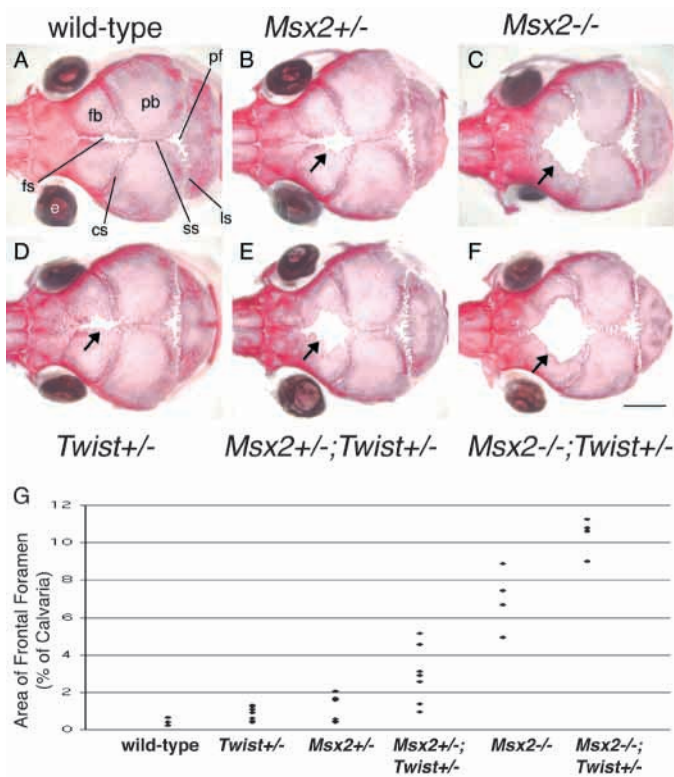 wild-type Msx2+/- Msx2-/-
A B C
pf
fb pb
fs
e
cs ss ls
D E F
Twist+/- Msx2+/-;Twist+/- Msx2-/-;Twist+/-
G
Area of Frontal Foramen
(% of Calvaria)
12
10
8
6
4
2
0
wild-type Twist+/- Msx2+/- Msx2+/-; Msx2-/- Msx2-/-;
Twist+/- Twist+/-